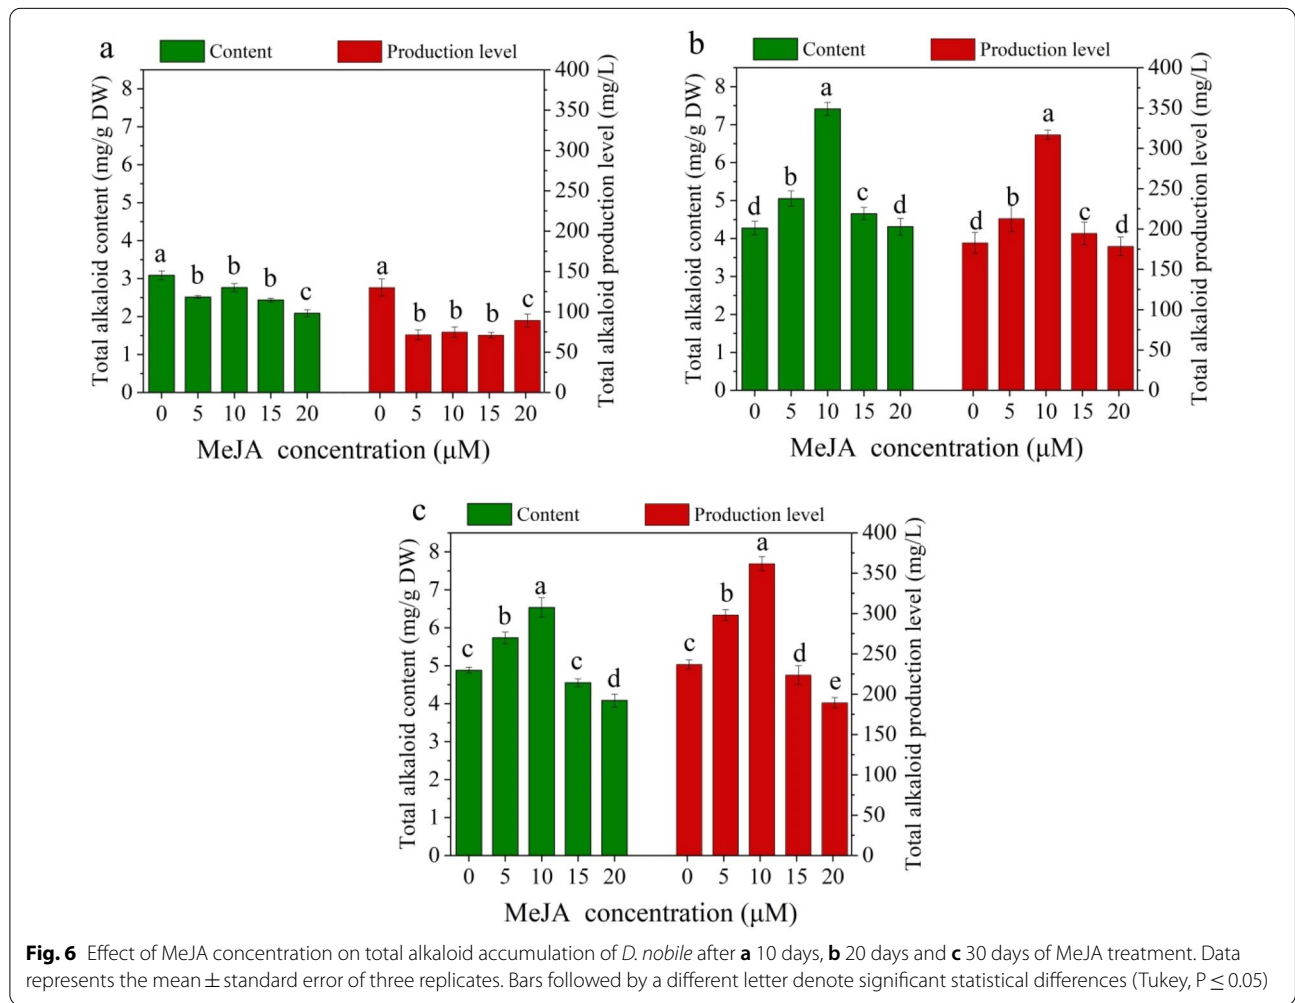 a
Content
Production level
Total alkaloid content (mg/g DW)
8
7
6
5
4
3
2
1
0
a
b
b
b
c
a
b
b
b
c
400
350
300
250
200
150
100
50
0
Total alkaloid production level (mg/L)
0 5 10 15 20 0 5 10 15 20
MeJA concentration (μM)
b
Content
Production level
Total alkaloid content (mg/g DW)
8
7
6
5
4
3
2
1
0
d
b
a
c
d
d
b
a
c
d
400
350
300
250
200
150
100
50
0
Total alkaloid production level (mg/L)
0 5 10 15 20 0 5 10 15 20
MeJA concentration (μM)
c
Content
Production level
Total alkaloid content (mg/g DW)
8
7
6
5
4
3
2
1
0
c
b
a
c
d
c
b
a
d
e
400
350
300
250
200
150
100
50
0
Total alkaloid production level (mg/L)
0 5 10 15 20 0 5 10 15 20
MeJA concentration (μM)
Fig. 6 Effect of MeJA concentration on total alkaloid accumulation of D. nobile after a 10 days, b 20 days and c 30 days of MeJA treatment. Data
represents the mean ± standard error of three replicates. Bars followed by a different letter denote significant statistical differences (Tukey, P ≤ 0.05)